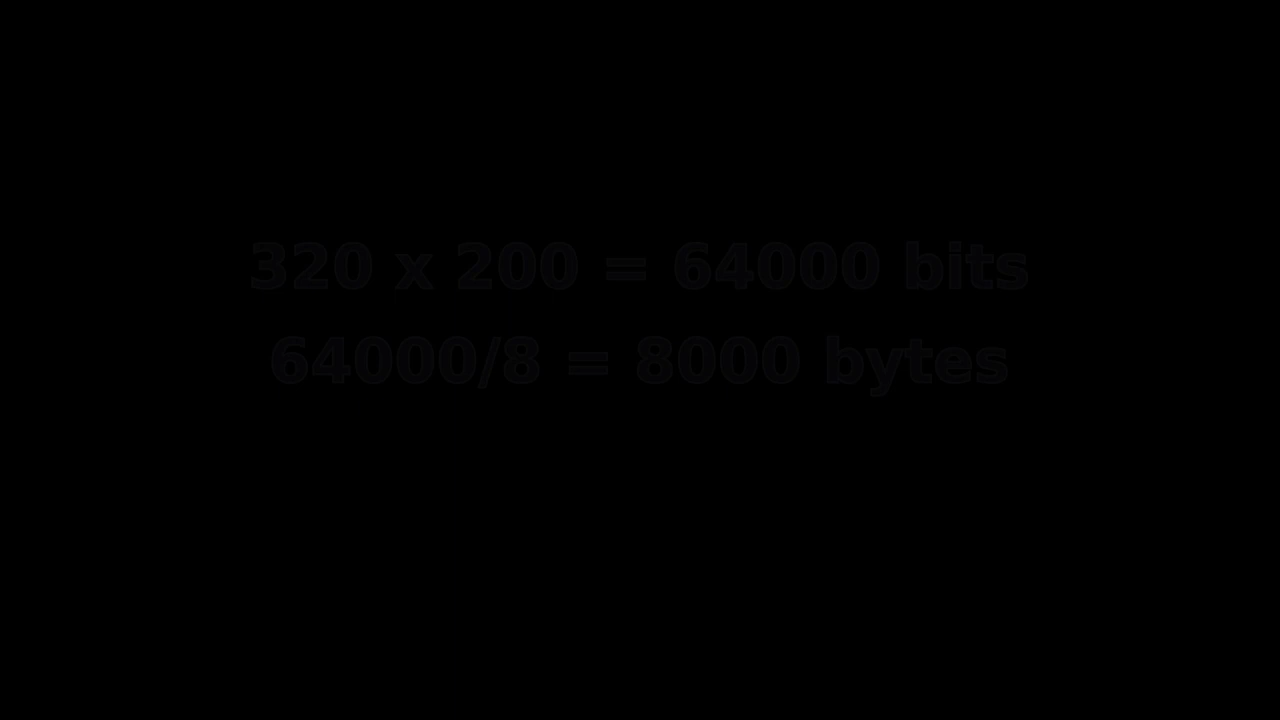 320 x 200 = 64000 bits
64000/8 = 8000 bytes